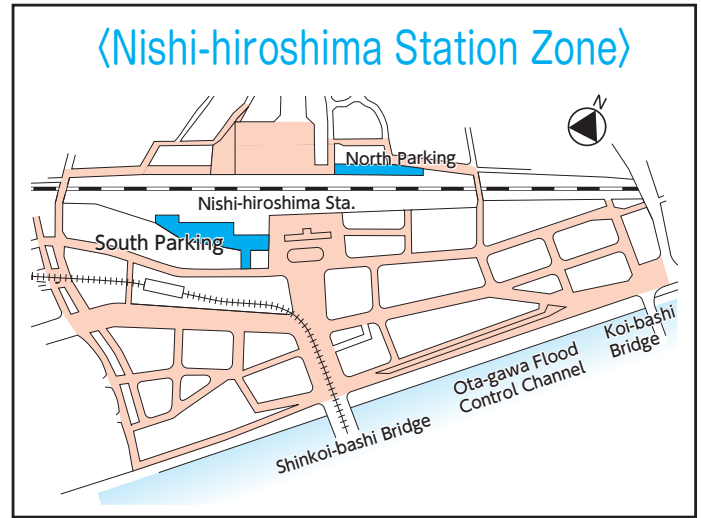 〈Nishi-hiroshima Station Zone〉
N
North Parking
Nishi-hiroshima Sta.
South Parking
Koi-bashi
Bridge
Ota-gawa Flood
Control Channel
Shinkoi-bashi Bridge